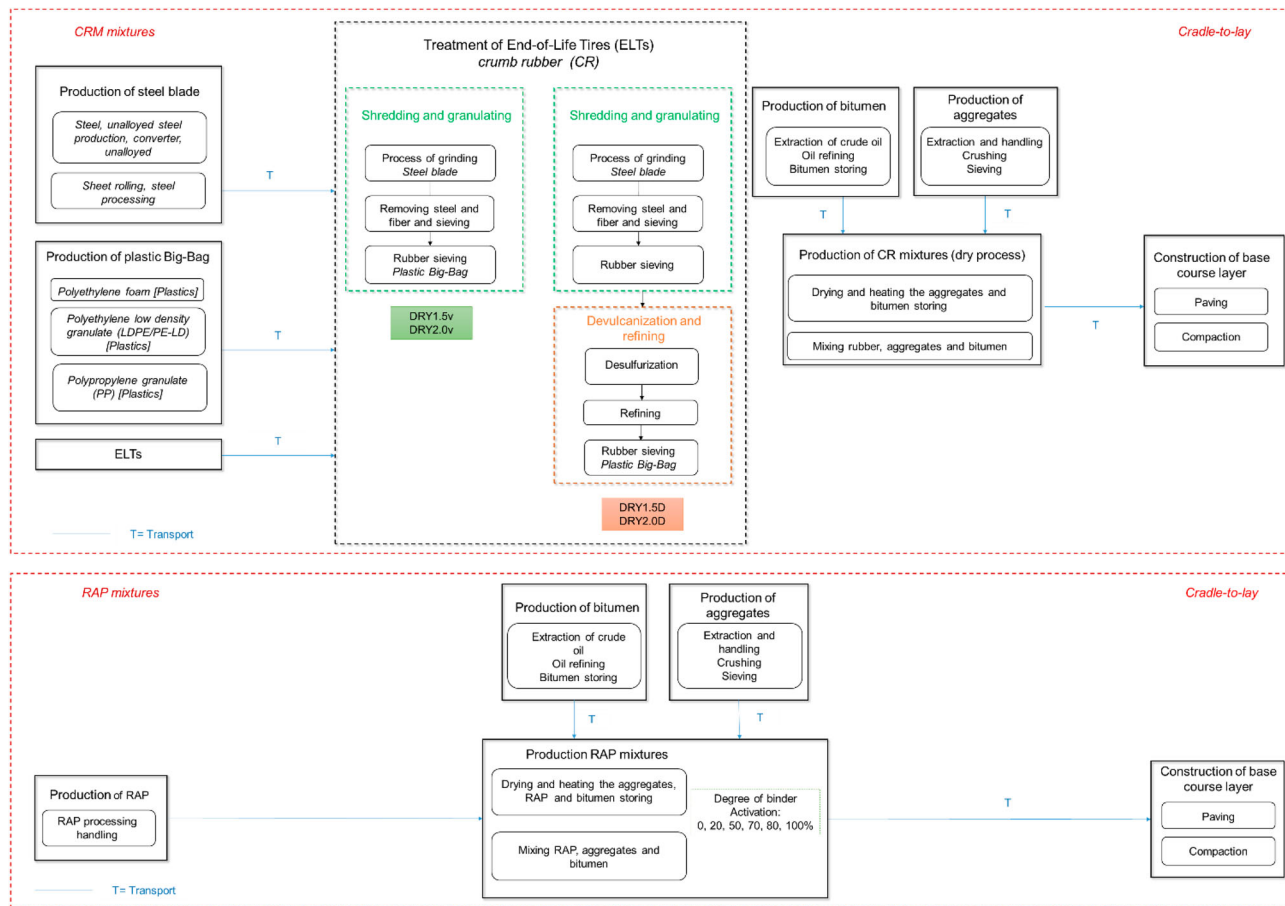 CRM mixtures
Cradle-to-lay
Production of steel blade
Steel, unalloyed steel
production, converter,
unalloyed
Sheet rolling, steel
processing
T
Production of plastic Big-Bag
Polyethylene foam [Plastics]
Polyethylene low density
granulate (LDPE/PE-LD)
[Plastics]
Polypropylene granulate
(PP) [Plastics]
T
ELTs
T
T= Transport
Treatment of End-of-Life Tires (ELTs)
crumb rubber (CR)
Shredding and granulating
Process of grinding
Steel blade
Removing steel and
fiber and sieving
Rubber sieving
Plastic Big-Bag
DRY1.5v
DRY2.0v
Shredding and granulating
Process of grinding
Steel blade
Removing steel and
fiber and sieving
Rubber sieving
Devulcanization and
refining
Desulfurization
Refining
Rubber sieving
Plastic Big-Bag
DRY1.5D
DRY2.0D
Production of bitumen
Extraction of crude oil
Oil refining
Bitumen storing
T
Production of
aggregates
Extraction and handling
Crushing
Sieving
T
Production of CR mixtures (dry process)
Drying and heating the aggregates and
bitumen storing
Mixing rubber, aggregates and bitumen
T
Construction of base
course layer
Paving
Compaction
RAP mixtures
Cradle-to-lay
Production of bitumen
Extraction of crude
oil
Oil refining
Bitumen storing
T
Production of
aggregates
Extraction and
handling
Crushing
Sieving
T
Production of RAP
RAP processing
handling
Production RAP mixtures
Drying and heating the aggregates,
RAP and bitumen storing
Mixing RAP, aggregates and
bitumen
Degree of binder
Activation:
0, 20, 50, 70, 80, 100%
T
Construction of base
course layer
Paving
Compaction
T= Transport